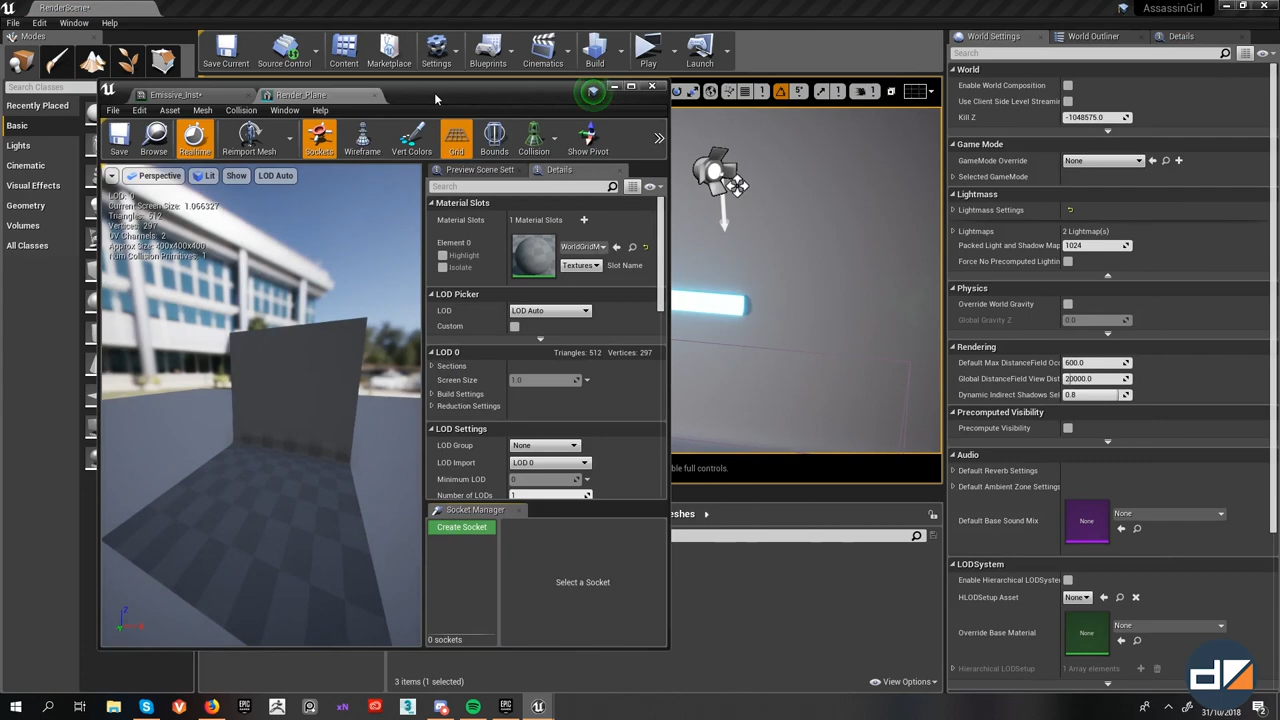 RenderScene*
AssassinGirl
File Edit Window Help
Modes
Search Classes
Recently Placed
Basic
Lights
Cinematic
Visual Effects
Geometry
Volumes
All Classes
Save Current
Source Control
Content
Marketplace
Settings
Blueprints
Cinematics
Build
Play
Launch
Emissive_Inst*
Render_Plane
File Edit Asset Mesh Collision Window Help
Save
Browse
Realtime
Reimport Mesh
Sockets
Wireframe
Vert Colors
Grid
Bounds
Collision
Show Pivot
Perspective
Lit
Show
LOD Auto
LOD: 0
Current Screen Size: 1.066327
Triangles: 512
Vertices: 297
UV Channels: 2
Approx Size: 400x400x400
Num Collision Primitives: 1
Preview Scene Sett
Details
Search
Material Slots
Material Slots 1 Material Slots
Element 0
Highlight
Isolate
WorldGridM
Textures
Slot Name
LOD Picker
LOD
LOD Auto
Custom
LOD 0
Triangles: 512 Vertices: 297
Sections
Screen Size 1.0
Build Settings
Reduction Settings
LOD Settings
LOD Group None
LOD Import LOD 0
Minimum LOD 0
Number of LODs 1
Socket Manager
Create Socket
Select a Socket
0 sockets
1
5°
1
1
ble full controls.
eshes
3 items (1 selected)
View Options
World Settings
World Outliner
Details
Search
World
Enable World Composition
Use Client Side Level Streamin
Kill Z -1048575.0
Game Mode
GameMode Override None
Selected GameMode
Lightmass
Lightmass Settings
Lightmaps 2 Lightmap(s)
Packed Light and Shadow Map 1024
Force No Precomputed Lightin
Physics
Override World Gravity
Global Gravity Z 0.0
Rendering
Default Max DistanceField Occ 600.0
Global DistanceField View Dist 20000.0
Dynamic Indirect Shadows Sel 0.8
Precomputed Visibility
Precompute Visibility
Audio
Default Reverb Settings
Default Ambient Zone Settings
Default Base Sound Mix
None
None
LODSystem
Enable Hierarchical LODSyste
HLODSetup Asset None
Override Base Material
None
None
Hierarchical LODSetup 1 Array elements
31/10/2018